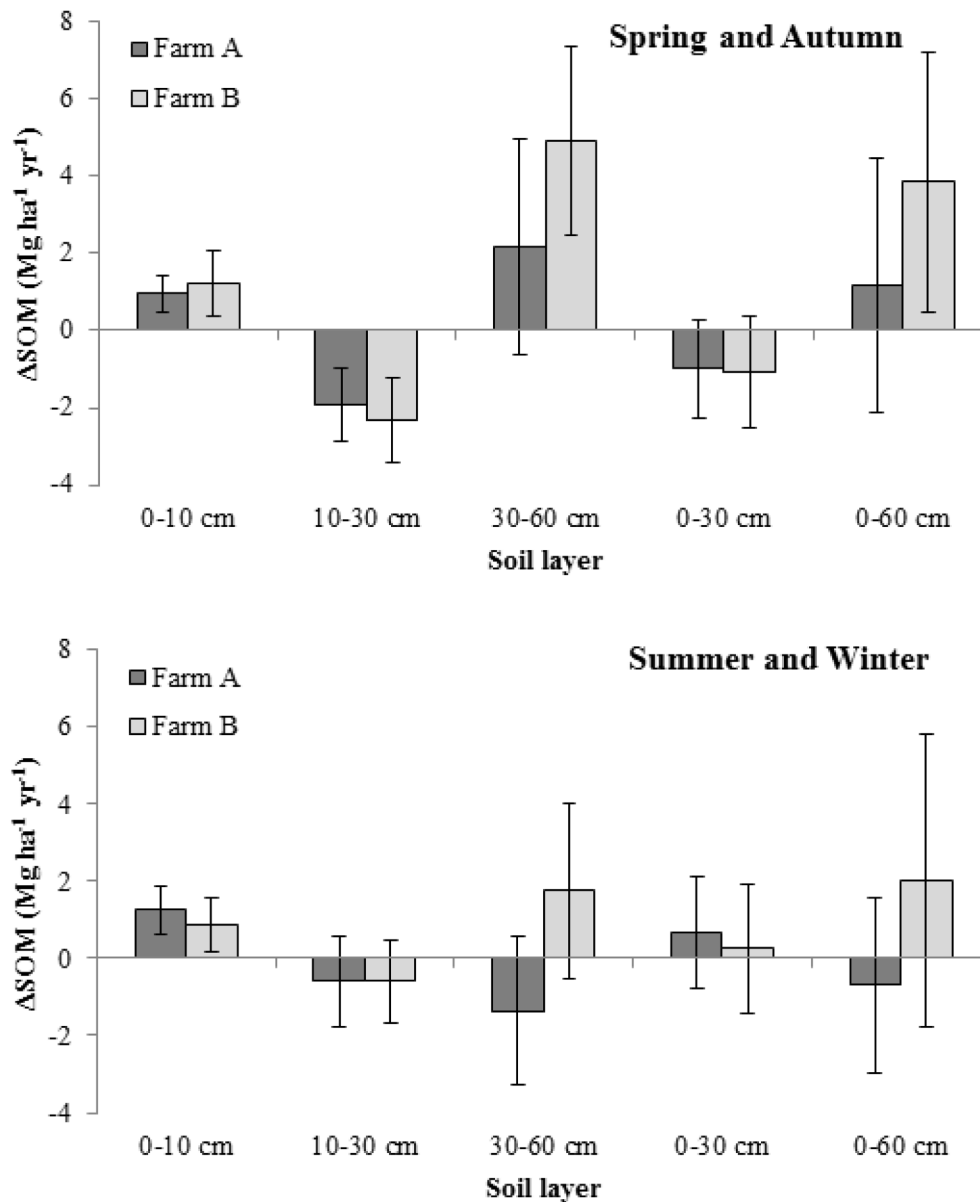 Spring and Autumn
Farm A
Farm B
ΔSOM (Mg ha⁻¹ yr⁻¹)
8
6
4
2
0
-2
-4
0-10 cm 10-30 cm 30-60 cm 0-30 cm 0-60 cm
Soil layer
Summer and Winter
Farm A
Farm B
ΔSOM (Mg ha⁻¹ yr⁻¹)
8
6
4
2
0
-2
-4
0-10 cm 10-30 cm 30-60 cm 0-30 cm 0-60 cm
Soil layer